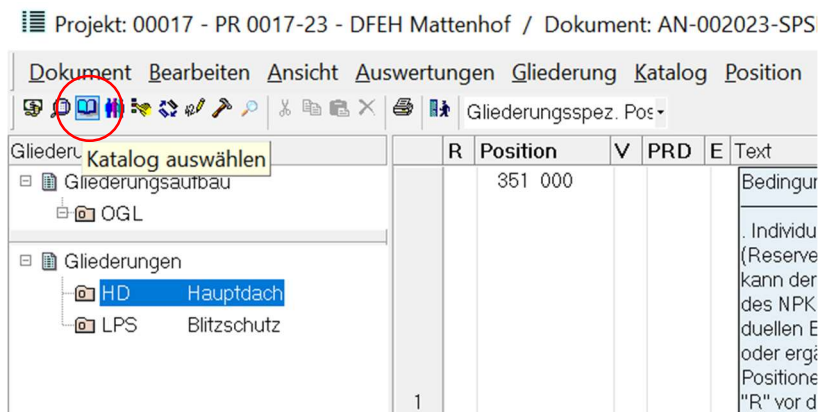 Projekt: 00017 - PR 0017-23 - DFEH Mattenhof / Dokument: AN-002023-SPS
Dokument Bearbeiten Ansicht Auswertungen Gliederung Katalog Position
Gliederungsspez. Pos
Katalog auswählen
R Position V PRD E Text
Gliederungsaufbau
OGL
Gliederungen
HD Hauptdach
LPS Blitzschutz
351 000
. Individu
(Reserve
kann der
des NPK
duellen E
oder ergä
Positione
1 "R" vor d